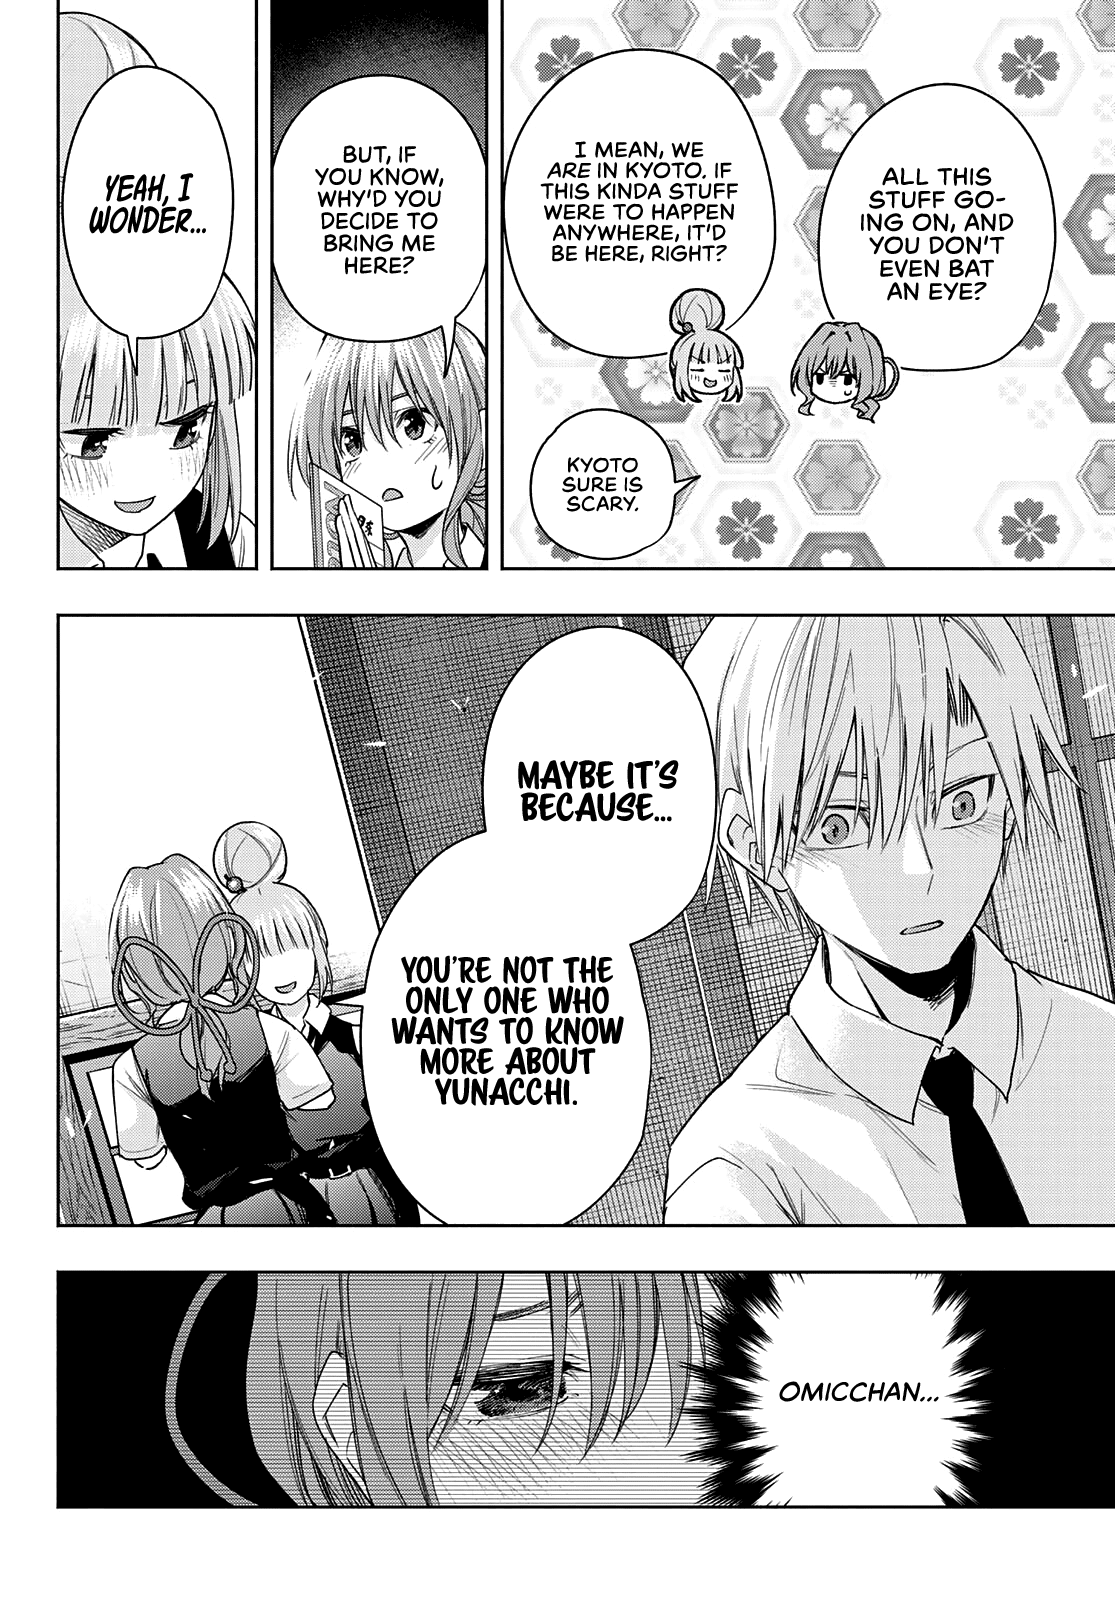 ALL THIS
STUFF GO-
ING ON, AND
YOU DON'T
EVEN BAT
AN EYE?
I MEAN, WE
ARE IN KYOTO. IF
THIS KINDA STUFF
WERE TO HAPPEN
ANYWHERE, IT'D
BE HERE, RIGHT?
KYOTO
SURE IS
SCARY.
BUT, IF
YOU KNOW,
WHY'D YOU
DECIDE TO
BRING ME
HERE?
YEAH, I
WONDER...
MAYBE IT'S
BECAUSE...
YOU'RE NOT THE
ONLY ONE WHO
WANTS TO KNOW
MORE ABOUT
YUNACCHI.
OMICCHAN...